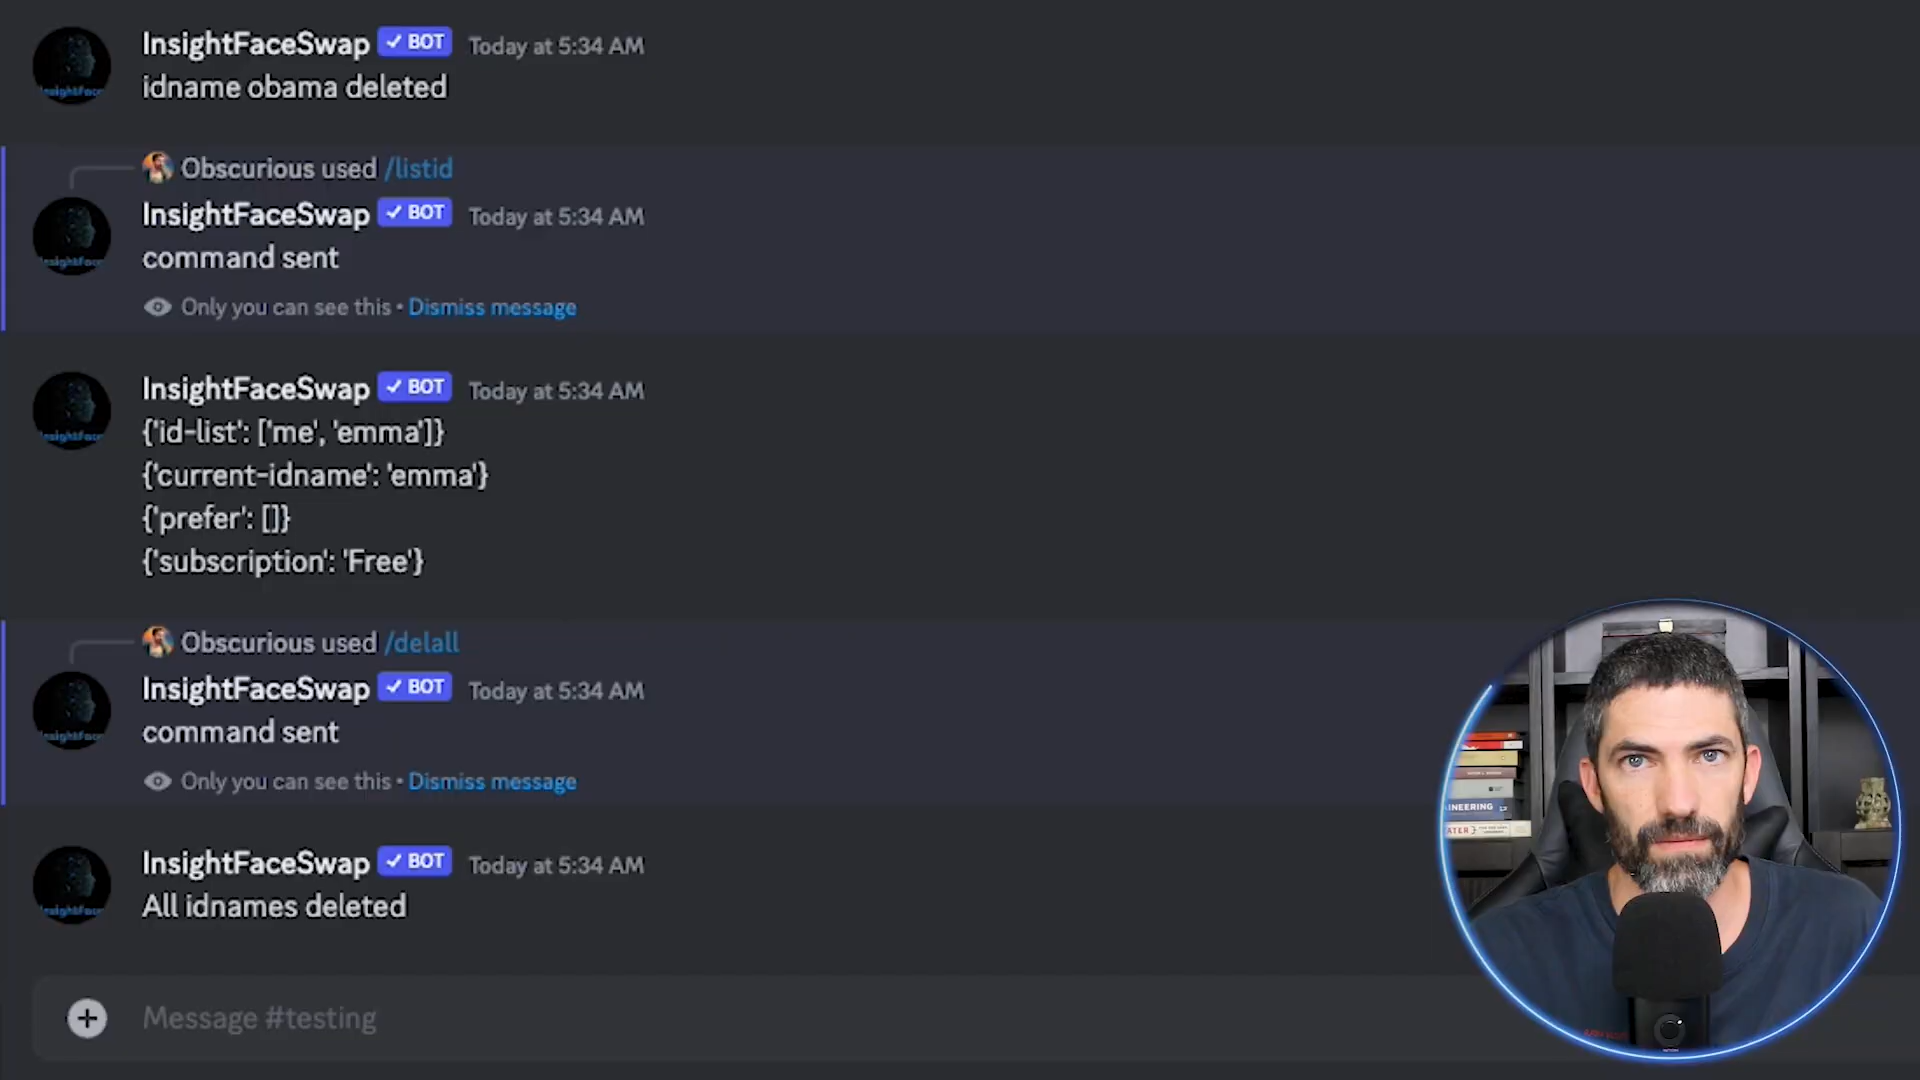 InsightFaceSwap ✓ BOT Today at 5:34 AM
idname obama deleted
Obscurious used /listid
InsightFaceSwap ✓ BOT Today at 5:34 AM
command sent
Only you can see this • Dismiss message
InsightFaceSwap ✓ BOT Today at 5:34 AM
{'id-list': ['me', 'emma']}
{'current-idname': 'emma'}
{'prefer': []}
{'subscription': 'Free'}
Obscurious used /delall
InsightFaceSwap ✓ BOT Today at 5:34 AM
command sent
Only you can see this • Dismiss message
InsightFaceSwap ✓ BOT Today at 5:34 AM
All idnames deleted
Message #testing